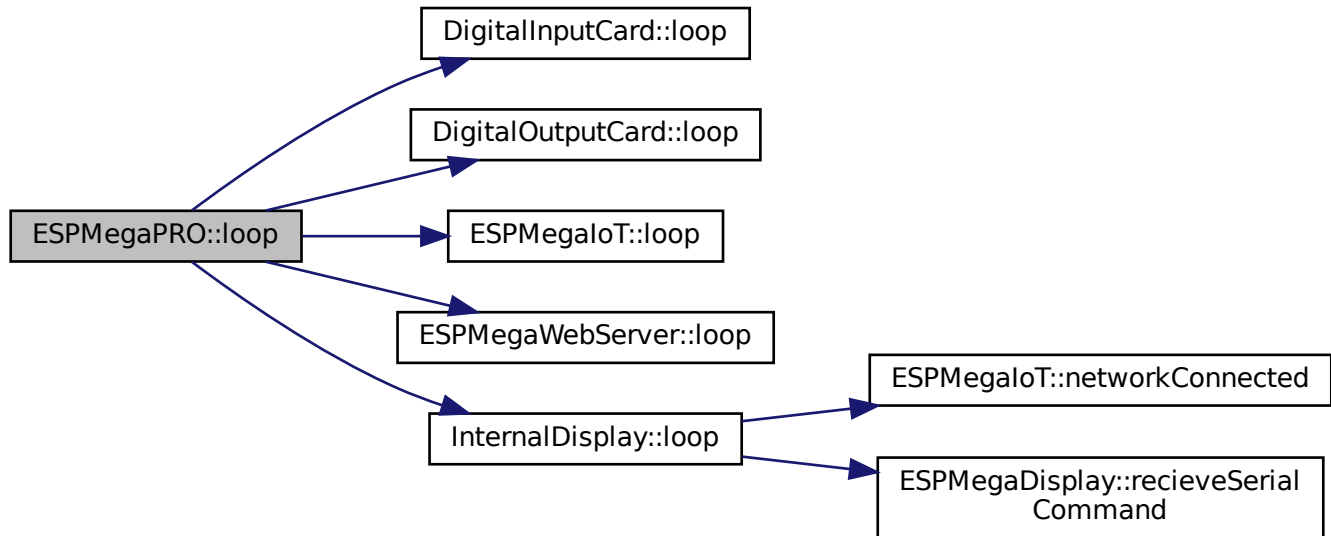 DigitalInputCard::loop
DigitalOutputCard::loop
ESPMegaPRO::loop
ESPMegaIoT::loop
ESPMegaWebServer::loop
InternalDisplay::loop
ESPMegaIoT::networkConnected
ESPMegaDisplay::recieveSerial
Command